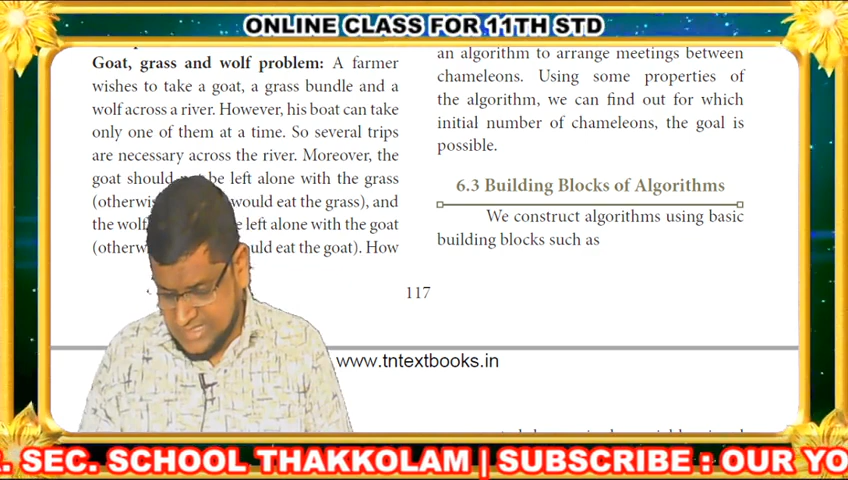 ONLINE CLASS FOR 11TH STD
Goat, grass and wolf problem: A farmer
wishes to take a goat, a grass bundle and a
wolf across a river. However, his boat can take
only one of them at a time. So several trips
are necessary across the river. Moreover, the
goat should be left alone with the grass
would eat the grass), and
the wolf left alone with the goat
eat the goat). How
an algorithm to arrange meetings between
chameleons. Using some properties of
the algorithm, we can find out for which
initial number of chameleons, the goal is
possible.
6.3 Building Blocks of Algorithms
We construct algorithms using basic
building blocks such as
117
www.tntextbooks.in
. SEC. SCHOOL THAKKOLAM | SUBSCRIBE : OUR YO